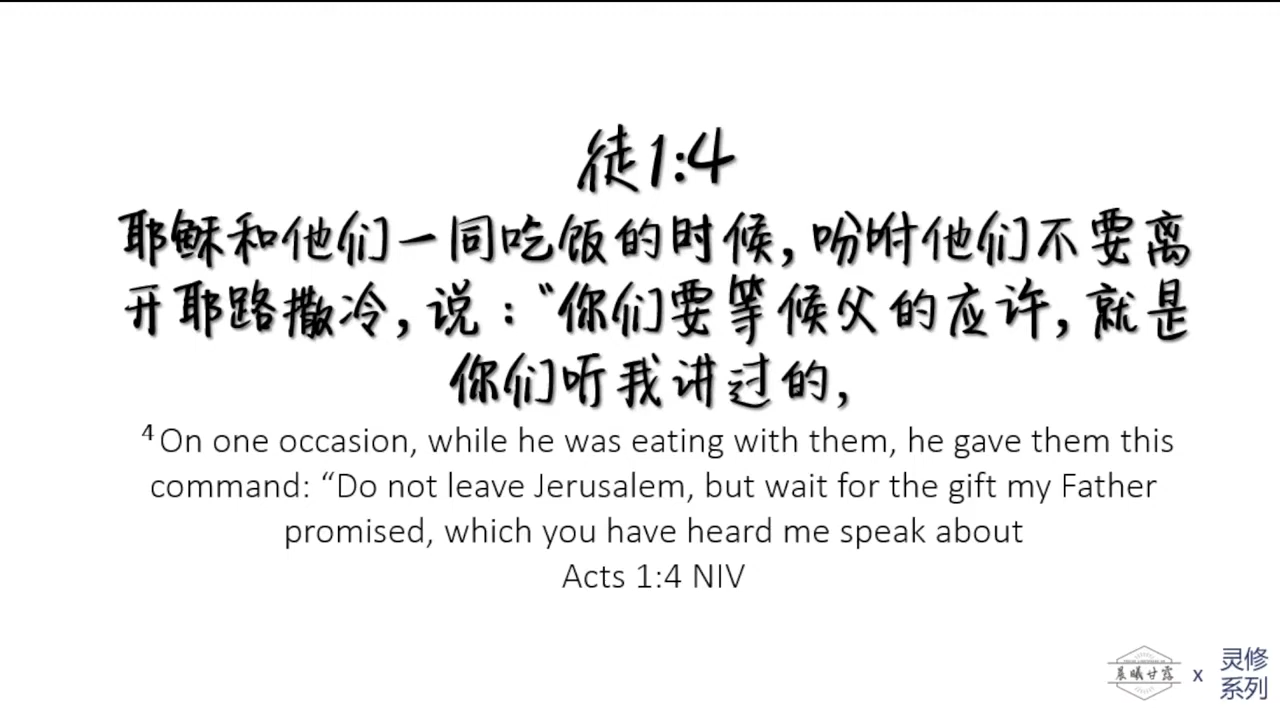 徒1:4
耶稣和他们一同吃饭的时候,吩咐他们不要离
开耶路撒冷,说:“你们要等候父的应许,就是
你们听我讲过的,
4 On one occasion, while he was eating with them, he gave them this
command: “Do not leave Jerusalem, but wait for the gift my Father
promised, which you have heard me speak about
Acts 1:4 NIV
晨曦甘露 x 灵修
系列